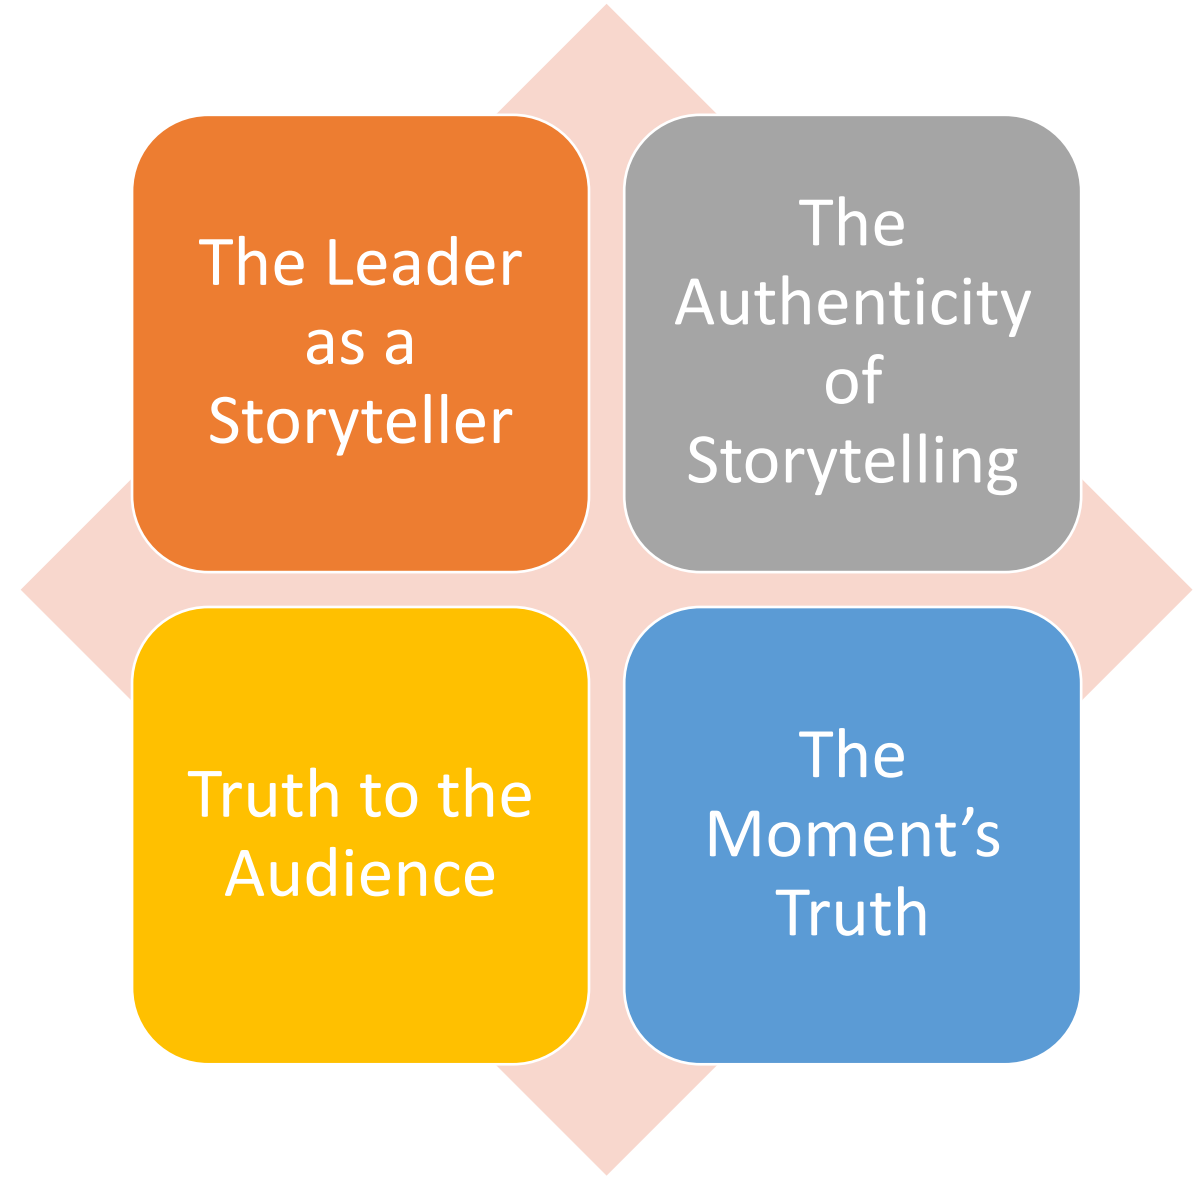 The Leader
as a
Storyteller
The
Authenticity
of
Storytelling
Truth to the
Audience
The
Moment’s
Truth